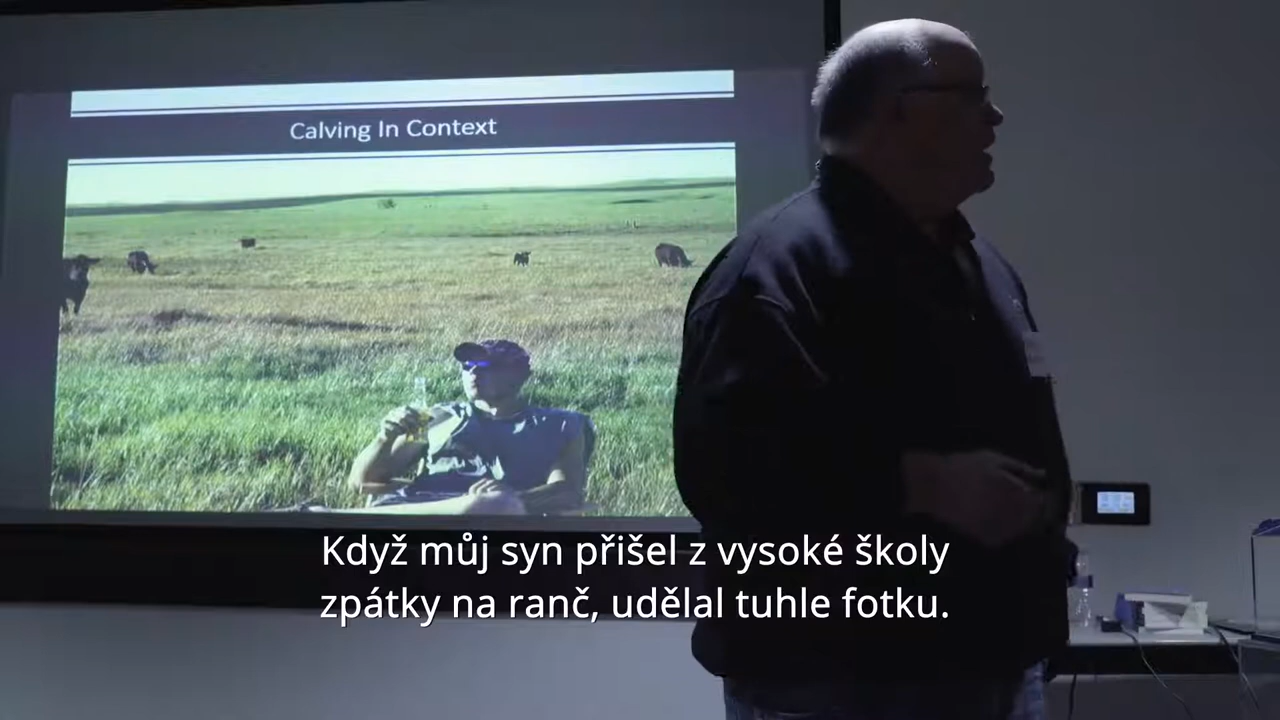 Calving In Context
Když můj syn přišel z vysoké školy
zpátky na ranč, udělal tuhle fotku.